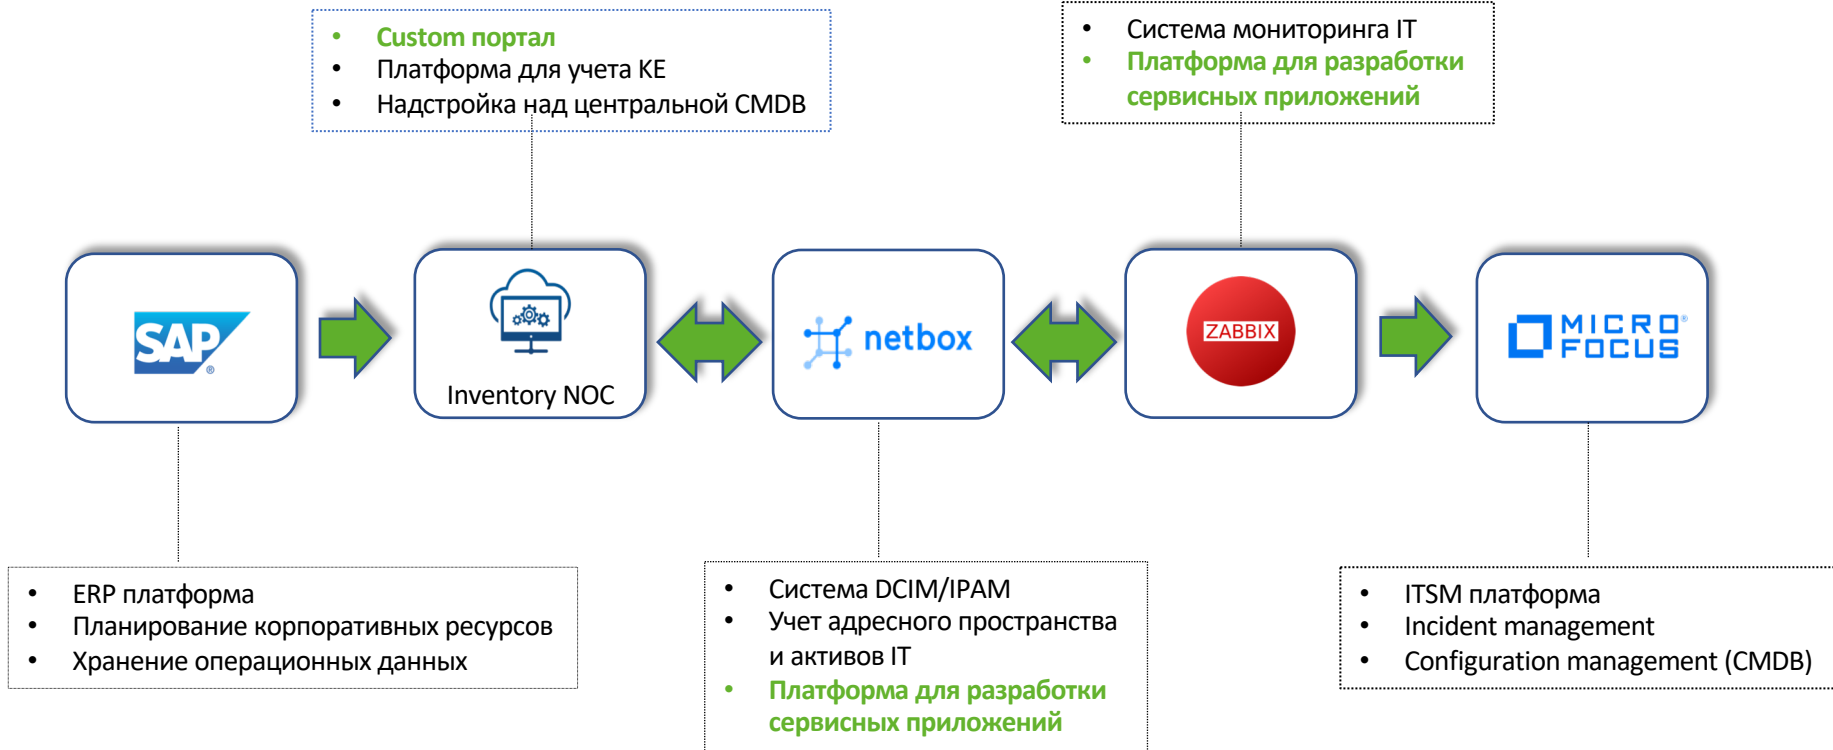 • Custom портал
• Платформа для учета КЕ
• Надстройка над центральной CMDB
• Система мониторинга IT
• Платформа для разработки
сервисных приложений
SAP
®
Inventory NOC
netbox
ZABBIX
MICRO®
FOCUS
• ERP платформа
• Планирование корпоративных ресурсов
• Хранение операционных данных
• Система DCIM/IPAM
• Учет адресного пространства
и активов IT
• Платформа для разработки
сервисных приложений
• ITSM платформа
• Incident management
• Configuration management (CMDB)